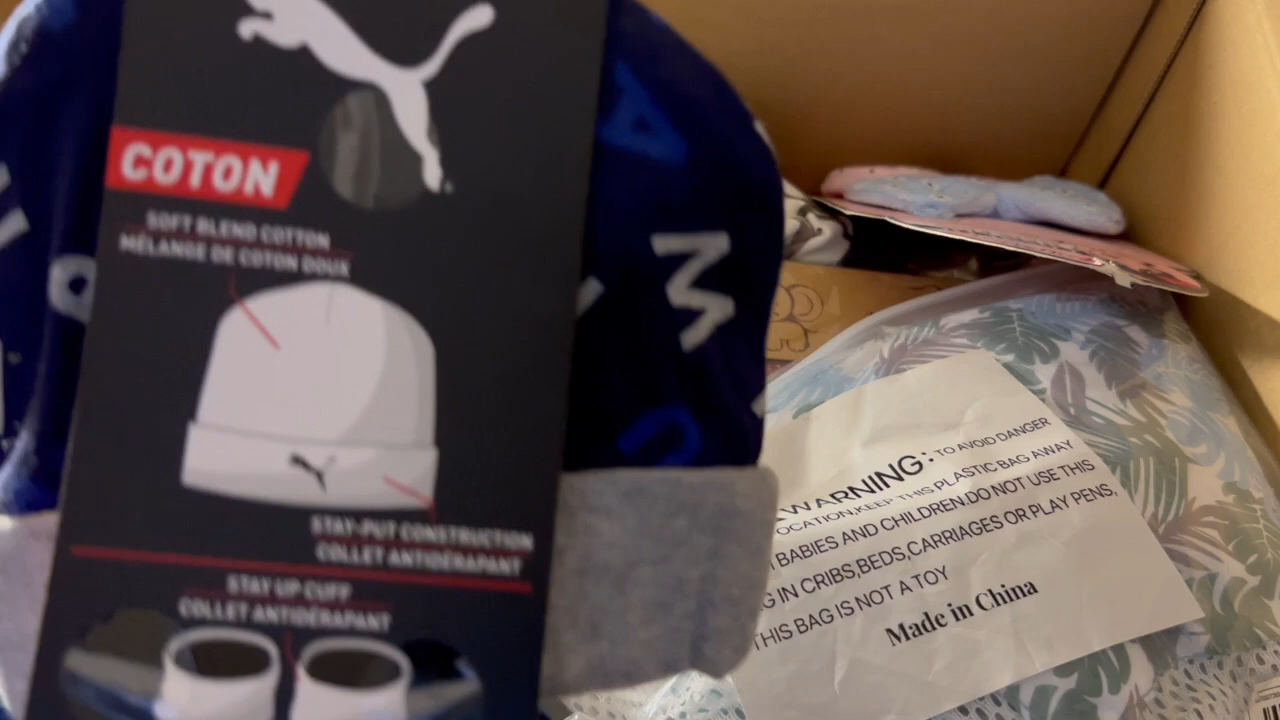 COTON
SOFT BLEND COTTON
MÉLANGE DE COTON DOUX
STAY-PUT CONSTRUCTION
COLLET ANTIDÉRAPANT
STAY UP CUFF
COLLET ANTIDÉRAPANT
WARNING: TO AVOID DANGER
OCATION,KEEP THIS PLASTIC BAG AWAY
BABIES AND CHILDREN.DO NOT USE THIS
G IN CRIBS,BEDS,CARRIAGES OR PLAY PENS,
THIS BAG IS NOT A TOY
Made in China